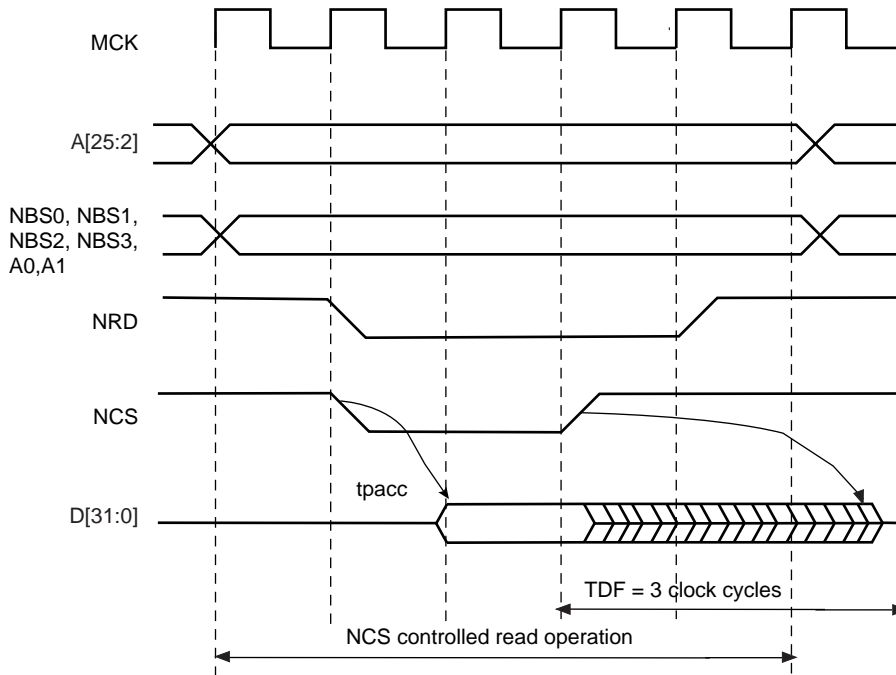 MCK
A[25:2]
NBS0, NBS1,
NBS2, NBS3,
A0,A1
NRD
NCS
tpacc
D[31:0]
TDF = 3 clock cycles
NCS controlled read operation